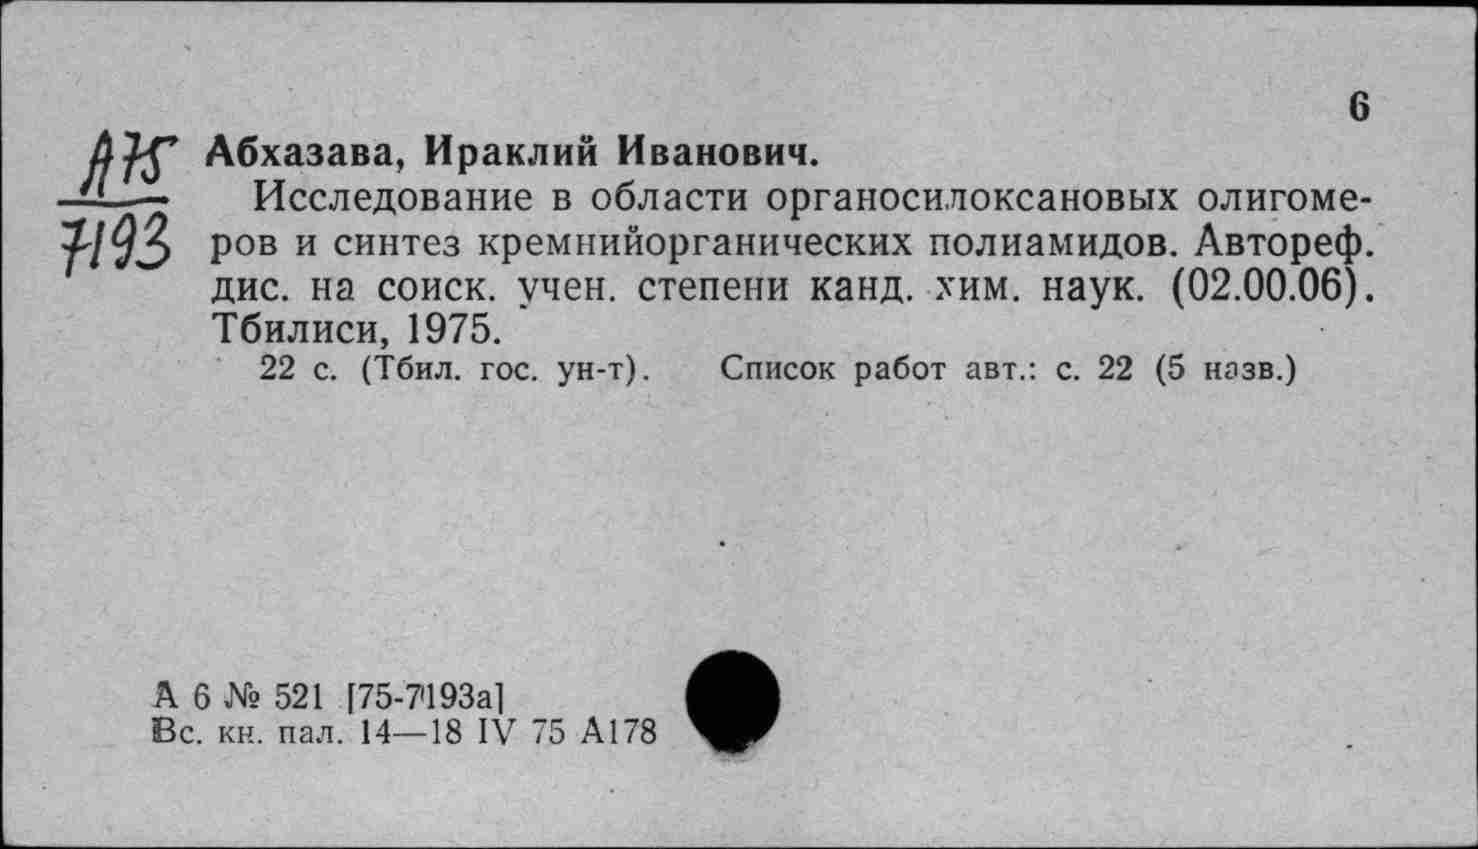 6
Абхазава, Ираклий Иванович.
Исследование в области органосилоксановых олигоме-
ров и синтез кремнийорганических полиамидов. Автореф.
дис. на соиск. учен. степени канд. хим. наук. (02.00.06).
Тбилиси, 1975.
22 с. (Тбил. гос. ун-т). Список работ авт.: с. 22 (5 назв.)
7193
А 6 № 521 [75-7193а]
Вс. кн. пал. 14—18 IV 75 А178